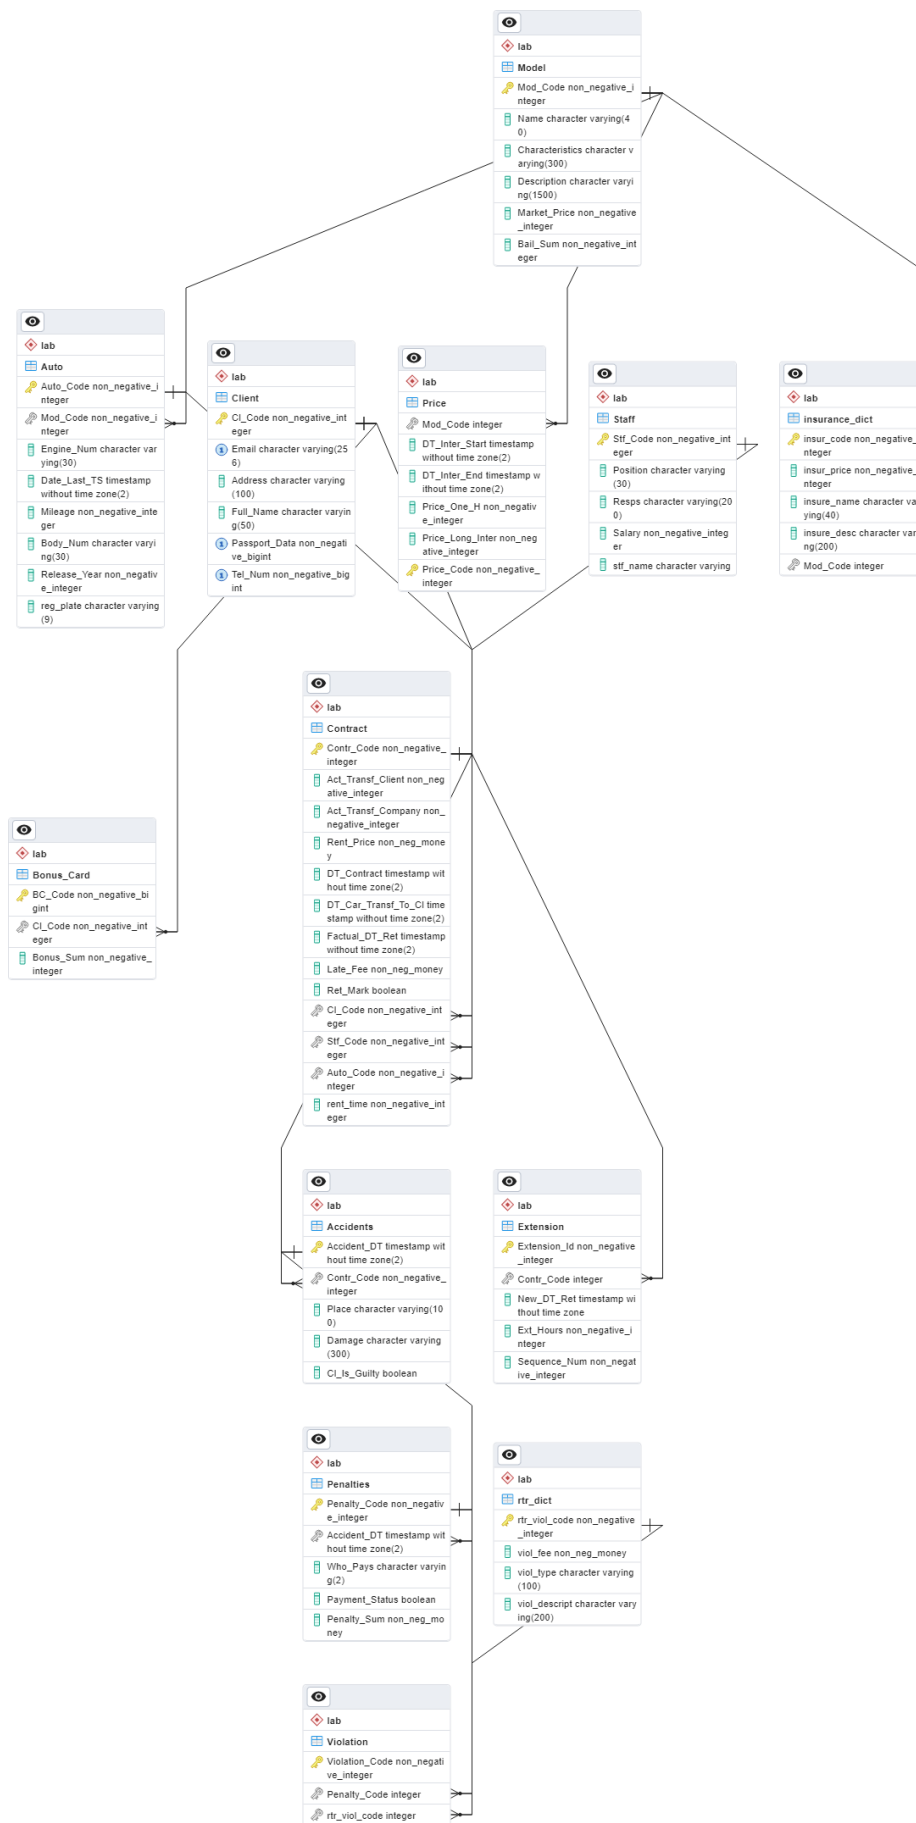 lab
Model
Mod_Code non_negative_i
nteger
Name character varying(4
0)
Characteristics character v
arying(300)
Description character varyi
ng(1500)
Market_Price non_negative
_integer
Bail_Sum non_negative_int
eger
lab
Auto
Auto_Code non_negative_i
nteger
Mod_Code non_negative_i
nteger
Engine_Num character var
ying(30)
Date_Last_TS timestamp
without time zone(2)
Mileage non_negative_inte
ger
Body_Num character varyi
ng(30)
Release_Year non_negativ
e_integer
reg_plate character varying
(9)
lab
Client
Cl_Code non_negative_int
eger
Email character varying(25
6)
Address character varying
(100)
Full_Name character varyin
g(50)
Passport_Data non_negati
ve_bigint
Tel_Num non_negative_big
int
lab
Price
Mod_Code integer
DT_Inter_Start timestamp
without time zone(2)
DT_Inter_End timestamp w
ithout time zone(2)
Price_One_H non_negativ
e_integer
Price_Long_Inter non_neg
ative_integer
Price_Code non_negative_
integer
lab
Staff
Stf_Code non_negative_int
eger
Position character varying
(30)
Resps character varying(20
0)
Salary non_negative_integ
er
stf_name character varying
lab
insurance_dict
insur_code non_negative_
nteger
insur_price non_negative_
nteger
insure_name character va
ying(40)
insure_desc character var
ng(200)
Mod_Code integer
lab
Contract
Contr_Code non_negative_
integer
Act_Transf_Client non_neg
ative_integer
Act_Transf_Company non_
negative_integer
Rent_Price non_neg_mone
y
DT_Contract timestamp wit
hout time zone(2)
DT_Car_Transf_To_Cl time
stamp without time zone(2)
Factual_DT_Ret timestamp
without time zone(2)
Late_Fee non_neg_money
Ret_Mark boolean
Cl_Code non_negative_int
eger
Stf_Code non_negative_int
eger
Auto_Code non_negative_i
nteger
rent_time non_negative_int
eger
lab
Bonus_Card
BC_Code non_negative_bi
gint
Cl_Code non_negative_int
eger
Bonus_Sum non_negative_
integer
lab
Accidents
Accident_DT timestamp wit
hout time zone(2)
Contr_Code non_negative_
integer
Place character varying(10
0)
Damage character varying
(300)
Cl_Is_Guilty boolean
lab
Extension
Extension_Id non_negative
_integer
Contr_Code integer
New_DT_Ret timestamp wi
thout time zone
Ext_Hours non_negative_i
nteger
Sequence_Num non_negat
ive_integer
lab
Penalties
Penalty_Code non_negativ
e_integer
Accident_DT timestamp wit
hout time zone(2)
Who_Pays character varyin
g(2)
Payment_Status boolean
Penalty_Sum non_neg_mo
ney
lab
rtr_dict
rtr_viol_code non_negative
_integer
viol_fee non_neg_money
viol_type character varying
(100)
viol_descript character vary
ing(200)
lab
Violation
Violation_Code non_negati
ve_integer
Penalty_Code integer
rtr_viol_code integer